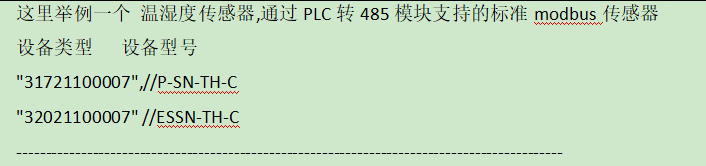 这里举例一个 温湿度传感器,通过 PLC 转 485 模块支持的标准 modbus 传感器
设备类型 设备型号
"31721100007",//P-SN-TH-C
"32021100007" //ESSN-TH-C
--------------------------------------------------------------------------------------------